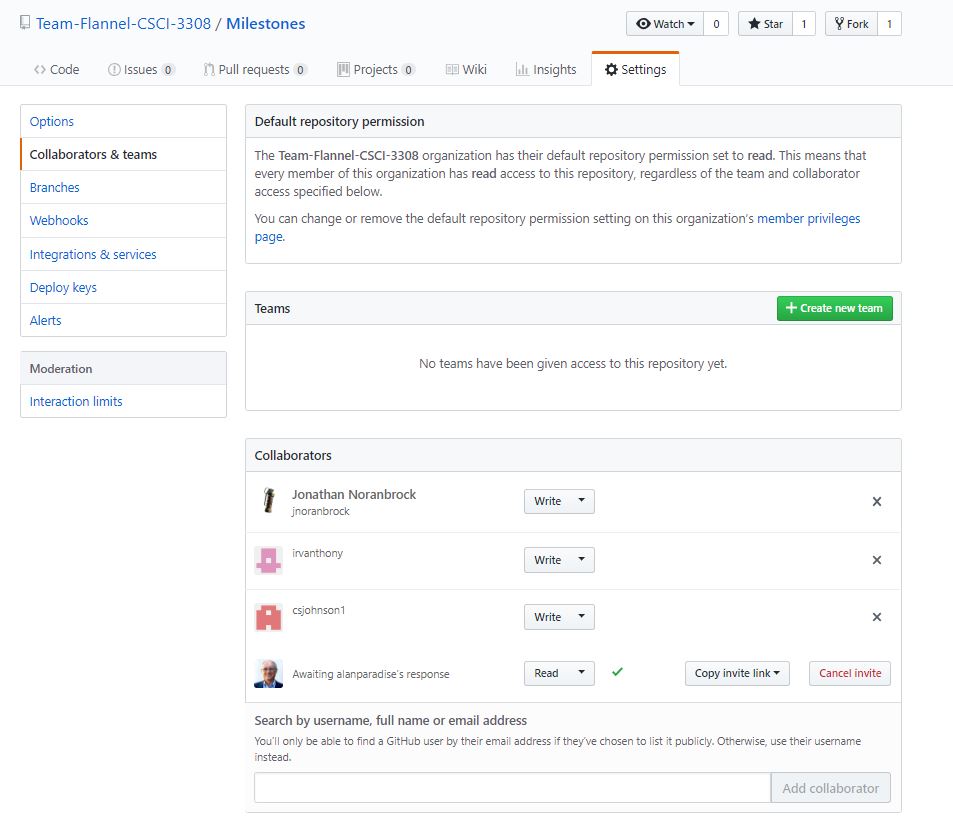 Team-Flannel-CSCI-3308 / Milestones
Watch 0 Star 1 Fork 1
Code Issues 0 Pull requests 0 Projects 0 Wiki Insights Settings
Options
Collaborators & teams
Branches
Webhooks
Integrations & services
Deploy keys
Alerts
Moderation
Interaction limits
Default repository permission
The Team-Flannel-CSCI-3308 organization has their default repository permission set to read. This means that
every member of this organization has read access to this repository, regardless of the team and collaborator
access specified below.
You can change or remove the default repository permission setting on this organization's member privileges
page.
Teams Create new team
No teams have been given access to this repository yet.
Collaborators
Jonathan Noranbrock
jnoranbrock
Write
irvanthony
Write
csjohnson1
Write
Awaiting alanparadise's response Read Copy invite link Cancel invite
Search by username, full name or email address
You'll only be able to find a GitHub user by their email address if they've chosen to list it publicly. Otherwise, use their username
instead.
Add collaborator